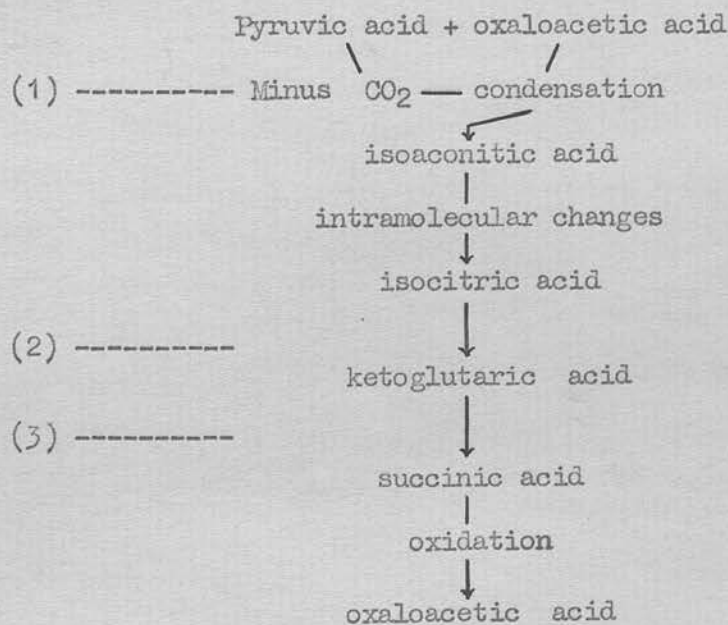 Pyruvic acid + oxaloacetic acid
(1) ---------- Minus CO₂ — condensation
isoaconitic acid
intramolecular changes
isocitric acid
(2) ----------
ketoglutaric acid
(3) ----------
succinic acid
oxidation
oxaloacetic acid